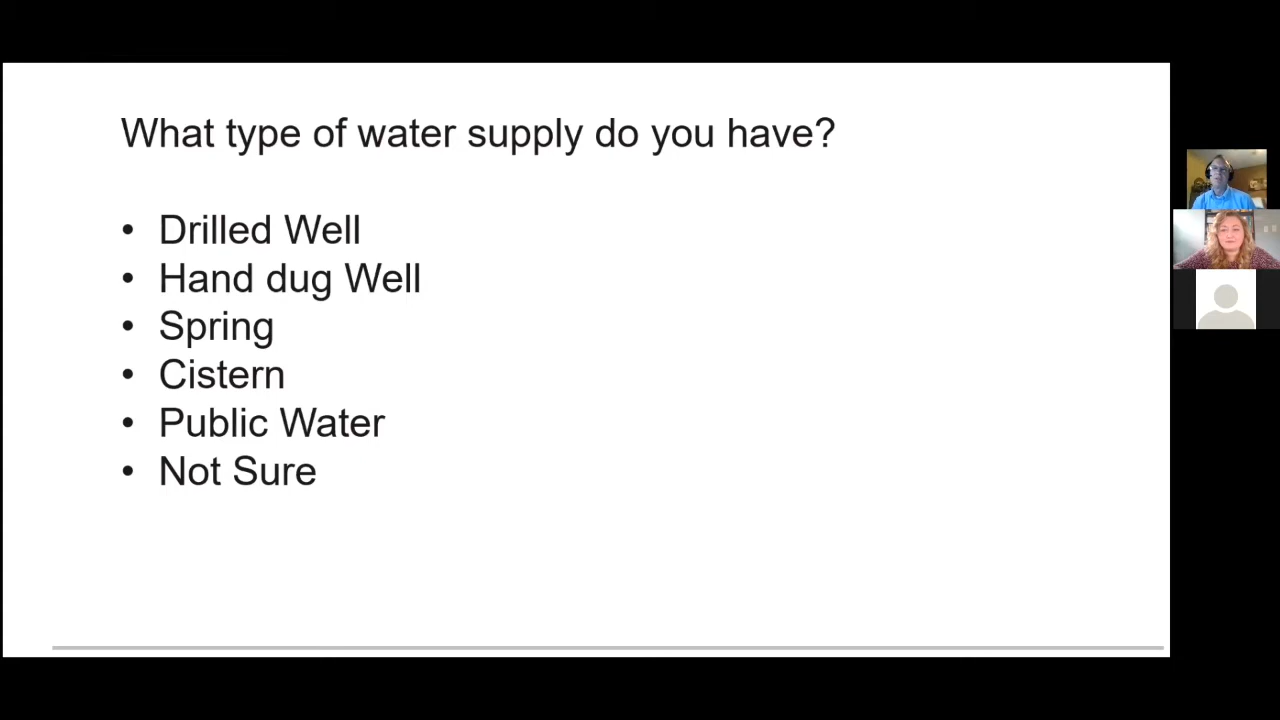 What type of water supply do you have?
• Drilled Well
• Hand dug Well
• Spring
• Cistern
• Public Water
• Not Sure